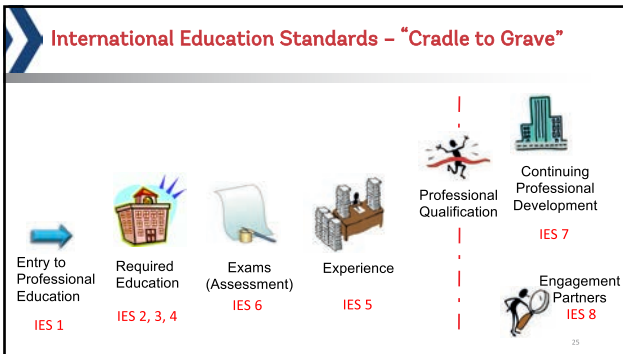 International Education Standards – “Cradle to Grave”
Entry to
Professional
Education
IES 1
Required
Education
IES 2, 3, 4
Exams
(Assessment)
IES 6
Experience
IES 5
Professional
Qualification
Continuing
Professional
Development
IES 7
Engagement
Partners
IES 8
25